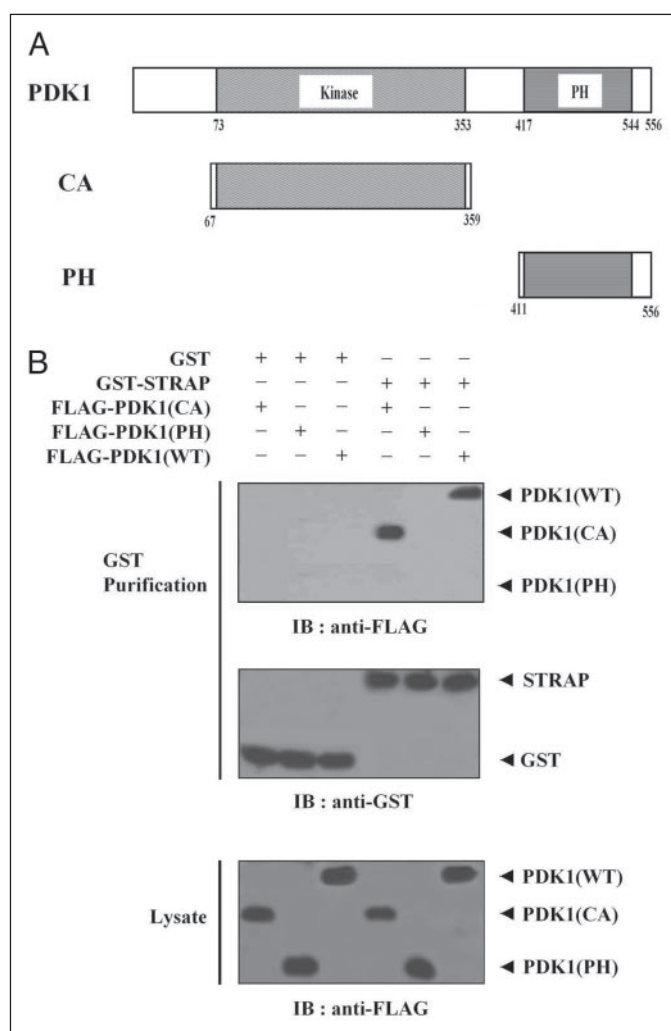 A
PDK1 Kinase PH
73 353 417 544 556
CA
67 359
PH
411 556
B
GST + + + – – –
GST-STRAP – – – + + +
FLAG-PDK1(CA) + – – + – –
FLAG-PDK1(PH) – + – – + –
FLAG-PDK1(WT) – – + – – +
GST
Purification
◄ PDK1(WT)
◄ PDK1(CA)
◄ PDK1(PH)
IB : anti-FLAG
◄ STRAP
◄ GST
IB : anti-GST
Lysate
◄ PDK1(WT)
◄ PDK1(CA)
◄ PDK1(PH)
IB : anti-FLAG